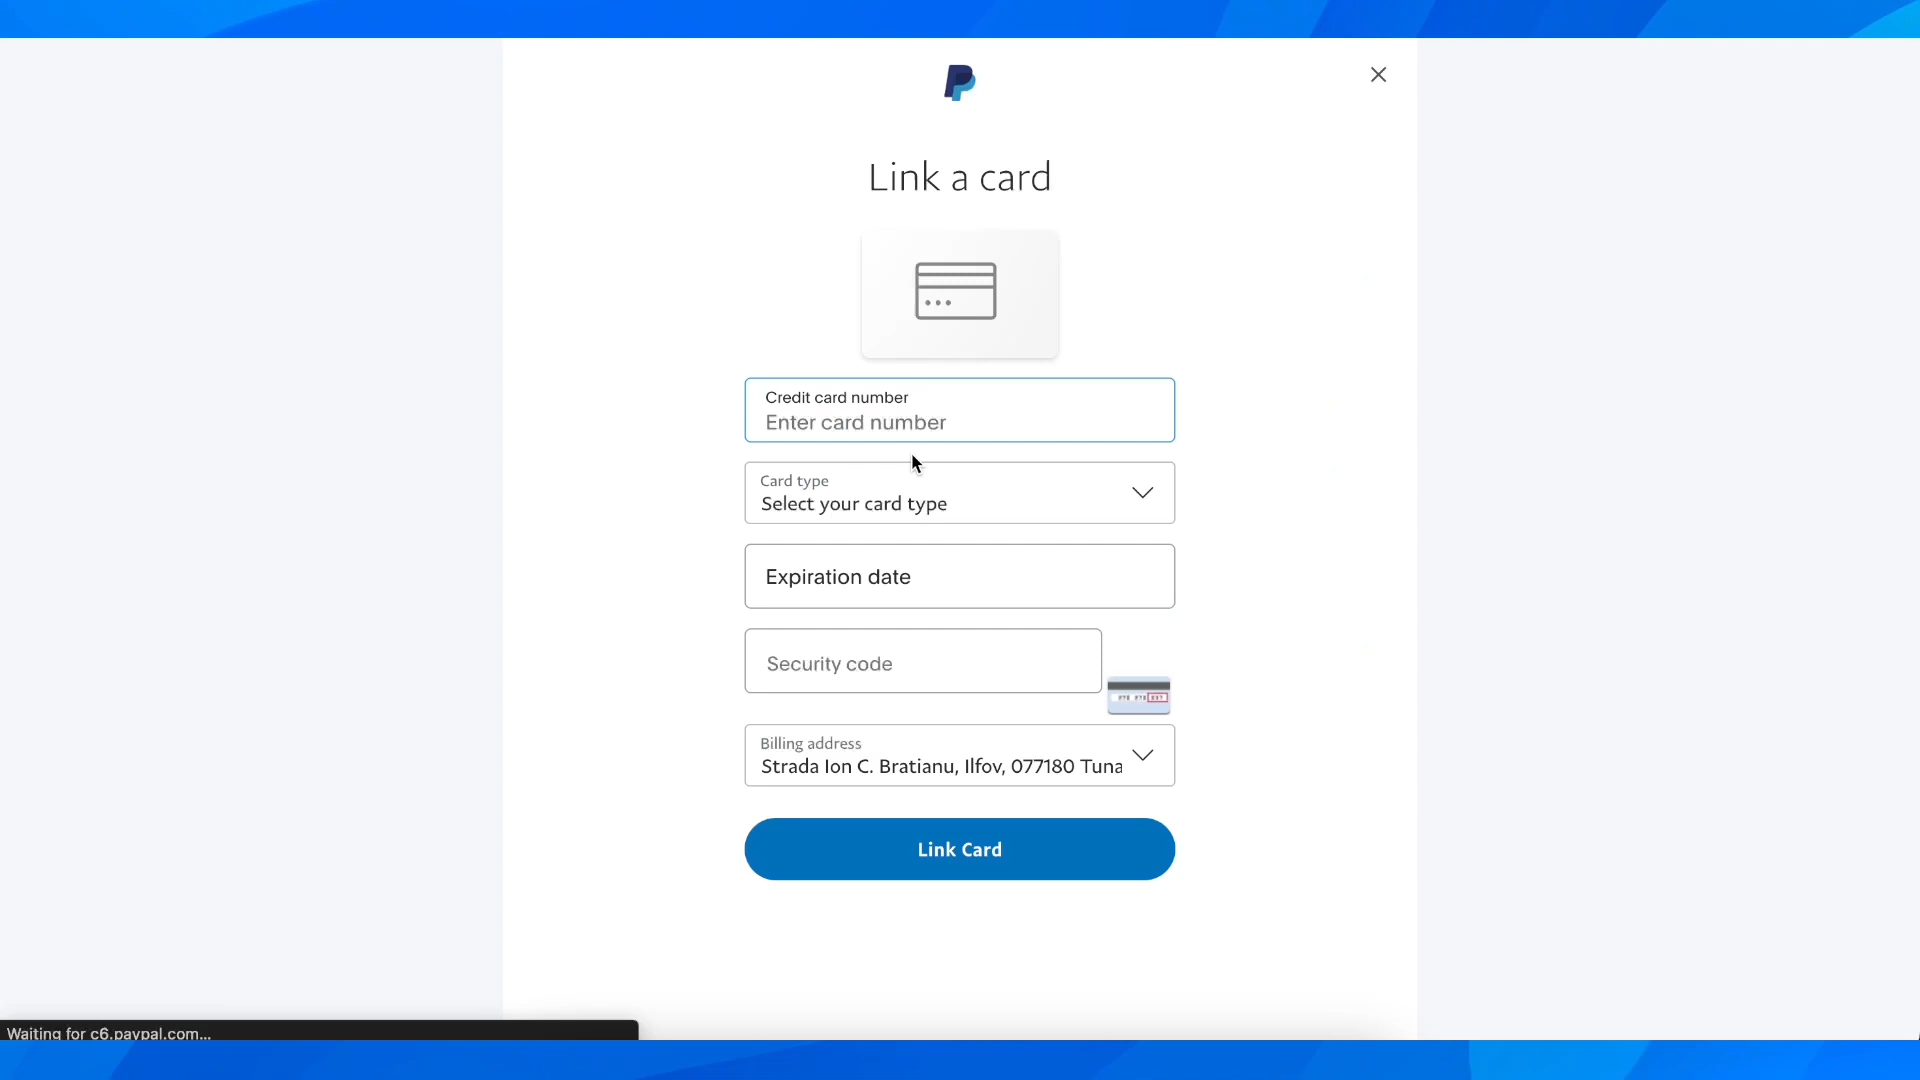 Link a card
Credit card number
Enter card number
Card type
Select your card type
Expiration date
Security code
Billing address
Strada Ion C. Bratianu, Ilfov, 077180 Tuna
Link Card
Waiting for c6.paypal.com...